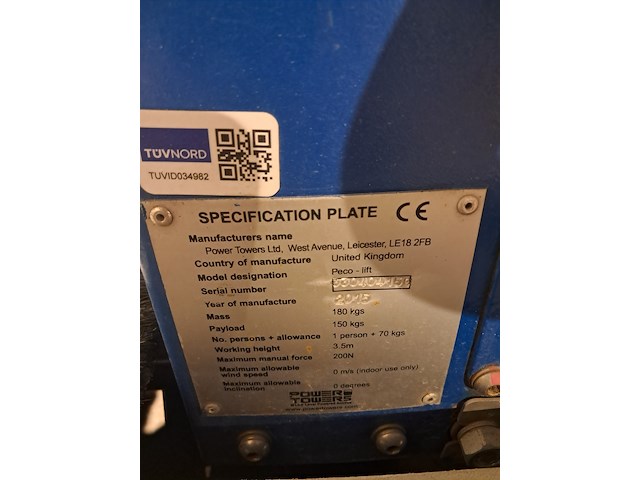 TÜVNORD
TUVID034982
SPECIFICATION PLATE CE
Manufacturers name
Power Towers Ltd, West Avenue, Leicester, LE18 2FB
Country of manufacture United Kingdom
Model designation Peco - lift
Serial number
Year of manufacture 2015
Mass 180 kgs
Payload 150 kgs
No. persons + allowance 1 person + 70 kgs
Working height 3.5m
Maximum manual force 200N
Maximum allowable wind speed 0 m/s (indoor use only)
Maximum allowable inclination 0 degrees
POWER
TOWERS